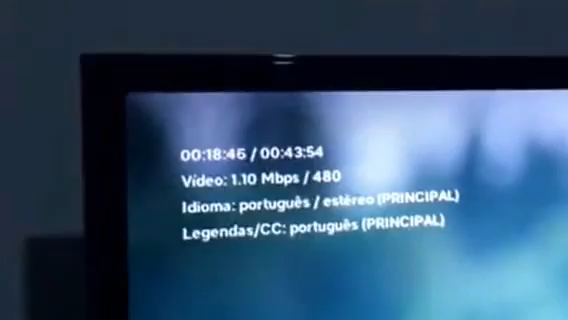 00:18:46 / 00:43:54
Vídeo: 1.10 Mbps / 480
Idioma: português / estéreo (PRINCIPAL)
Legendas/CC: português (PRINCIPAL)